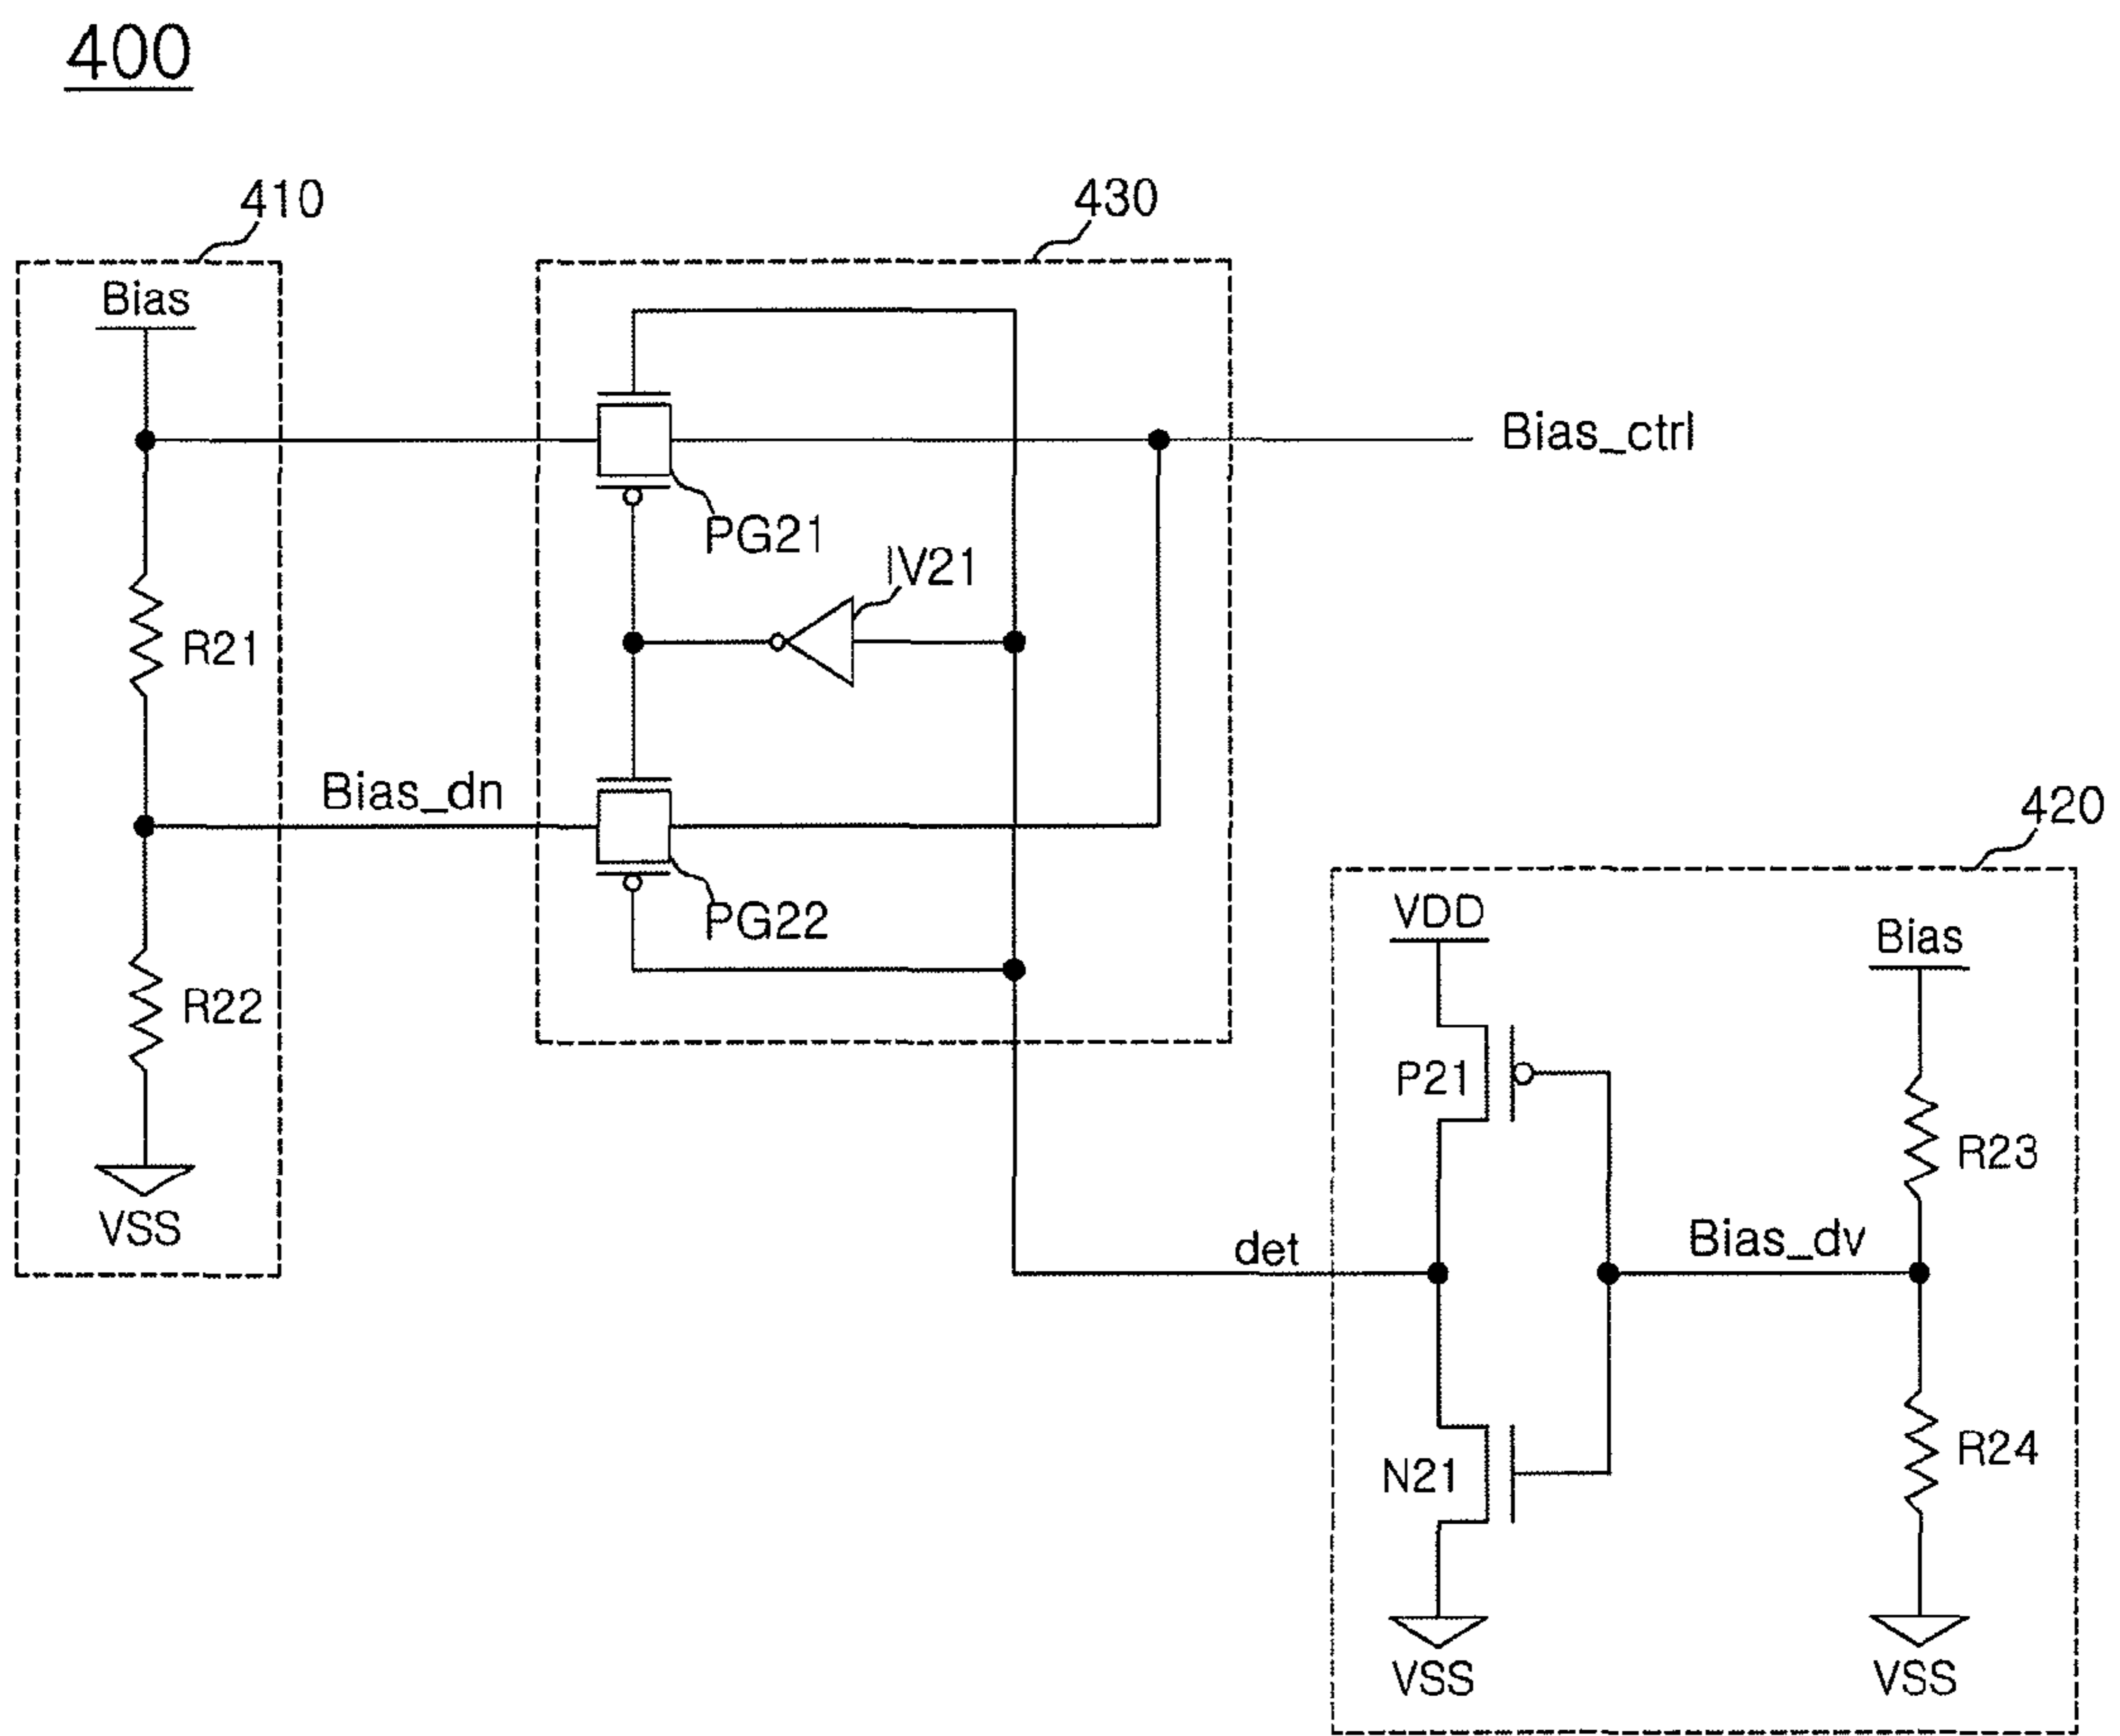 400
410
430
Bias
Bias_ctrl
PG21
IV21
R21
Bias_dn
420
PG22
VDD
Bias
R22
P21
R23
VSS
det
Bias_dv
N21
R24
VSS
VSS